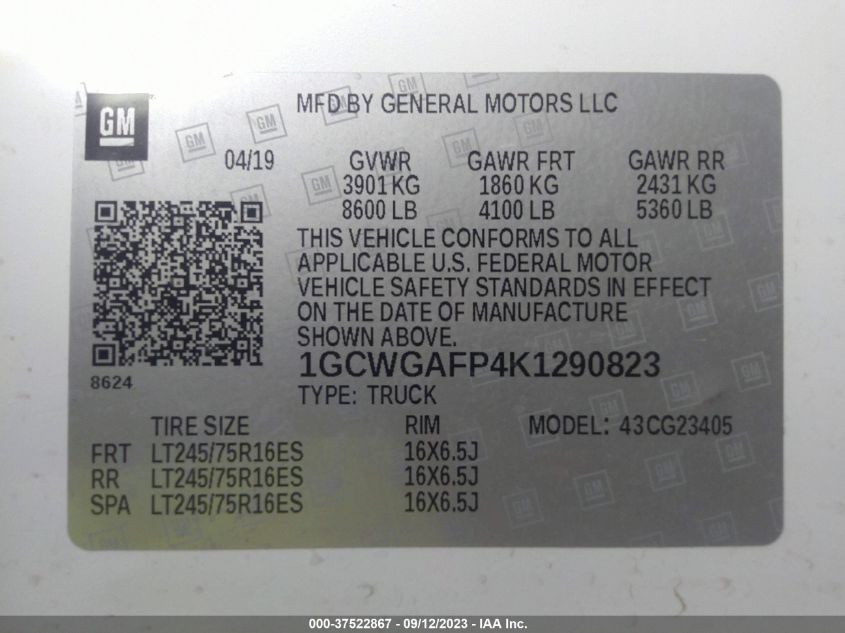 GM
MFD BY GENERAL MOTORS LLC
04/19 GVWR GAWR FRT GAWR RR
3901 KG 1860 KG 2431 KG
8600 LB 4100 LB 5360 LB
THIS VEHICLE CONFORMS TO ALL
APPLICABLE U.S. FEDERAL MOTOR
VEHICLE SAFETY STANDARDS IN EFFECT
ON THE DATE OF MANUFACTURE
SHOWN ABOVE.
1GCWGAFP4K1290823
8624
TYPE: TRUCK
TIRE SIZE RIM MODEL: 43CG23405
FRT LT245/75R16ES 16X6.5J
RR LT245/75R16ES 16X6.5J
SPA LT245/75R16ES 16X6.5J
000-37522867 - 09/12/2023 - IAA Inc.